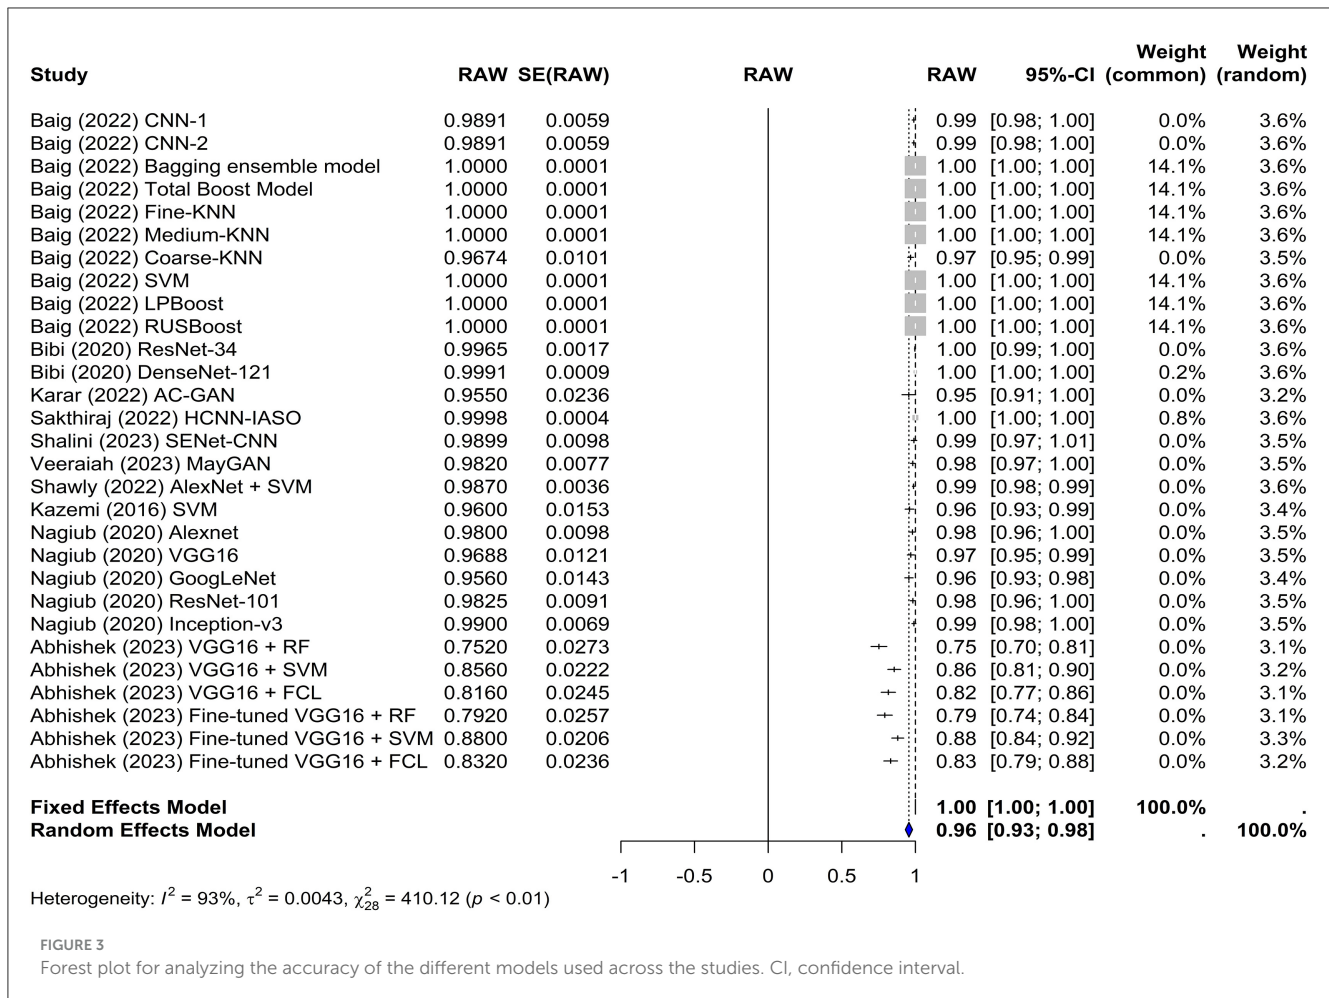 Weight Weight
Study RAW SE(RAW) RAW RAW 95%-CI (common) (random)
Baig (2022) CNN-1 0.9891 0.0059 0.99 [0.98; 1.00] 0.0% 3.6%
Baig (2022) CNN-2 0.9891 0.0059 0.99 [0.98; 1.00] 0.0% 3.6%
Baig (2022) Bagging ensemble model 1.0000 0.0001 1.00 [1.00; 1.00] 14.1% 3.6%
Baig (2022) Total Boost Model 1.0000 0.0001 1.00 [1.00; 1.00] 14.1% 3.6%
Baig (2022) Fine-KNN 1.0000 0.0001 1.00 [1.00; 1.00] 14.1% 3.6%
Baig (2022) Medium-KNN 1.0000 0.0001 1.00 [1.00; 1.00] 14.1% 3.6%
Baig (2022) Coarse-KNN 0.9674 0.0101 0.97 [0.95; 0.99] 0.0% 3.5%
Baig (2022) SVM 1.0000 0.0001 1.00 [1.00; 1.00] 14.1% 3.6%
Baig (2022) LPBoost 1.0000 0.0001 1.00 [1.00; 1.00] 14.1% 3.6%
Baig (2022) RUSBoost 1.0000 0.0001 1.00 [1.00; 1.00] 14.1% 3.6%
Bibi (2020) ResNet-34 0.9965 0.0017 1.00 [0.99; 1.00] 0.0% 3.6%
Bibi (2020) DenseNet-121 0.9991 0.0009 1.00 [1.00; 1.00] 0.2% 3.6%
Karar (2022) AC-GAN 0.9550 0.0236 0.95 [0.91; 1.00] 0.0% 3.2%
Sakthiraj (2022) HCNN-IASO 0.9998 0.0004 1.00 [1.00; 1.00] 0.8% 3.6%
Shalini (2023) SENet-CNN 0.9899 0.0098 0.99 [0.97; 1.01] 0.0% 3.5%
Veeraiah (2023) MayGAN 0.9820 0.0077 0.98 [0.97; 1.00] 0.0% 3.5%
Shawly (2022) AlexNet + SVM 0.9870 0.0036 0.99 [0.98; 0.99] 0.0% 3.6%
Kazemi (2016) SVM 0.9600 0.0153 0.96 [0.93; 0.99] 0.0% 3.4%
Nagiub (2020) Alexnet 0.9800 0.0098 0.98 [0.96; 1.00] 0.0% 3.5%
Nagiub (2020) VGG16 0.9688 0.0121 0.97 [0.95; 0.99] 0.0% 3.5%
Nagiub (2020) GoogLeNet 0.9560 0.0143 0.96 [0.93; 0.98] 0.0% 3.4%
Nagiub (2020) ResNet-101 0.9825 0.0091 0.98 [0.96; 1.00] 0.0% 3.5%
Nagiub (2020) Inception-v3 0.9900 0.0069 0.99 [0.98; 1.00] 0.0% 3.5%
Abhishek (2023) VGG16 + RF 0.7520 0.0273 0.75 [0.70; 0.81] 0.0% 3.1%
Abhishek (2023) VGG16 + SVM 0.8560 0.0222 0.86 [0.81; 0.90] 0.0% 3.2%
Abhishek (2023) VGG16 + FCL 0.8160 0.0245 0.82 [0.77; 0.86] 0.0% 3.1%
Abhishek (2023) Fine-tuned VGG16 + RF 0.7920 0.0257 0.79 [0.74; 0.84] 0.0% 3.1%
Abhishek (2023) Fine-tuned VGG16 + SVM 0.8800 0.0206 0.88 [0.84; 0.92] 0.0% 3.3%
Abhishek (2023) Fine-tuned VGG16 + FCL 0.8320 0.0236 0.83 [0.79; 0.88] 0.0% 3.2%
Fixed Effects Model 1.00 [1.00; 1.00] 100.0% .
Random Effects Model 0.96 [0.93; 0.98] . 100.0%
-1 -0.5 0 0.5 1
Heterogeneity: I² = 93%, τ² = 0.0043, χ²₂₈ = 410.12 (p < 0.01)
FIGURE 3
Forest plot for analyzing the accuracy of the different models used across the studies. CI, confidence interval.